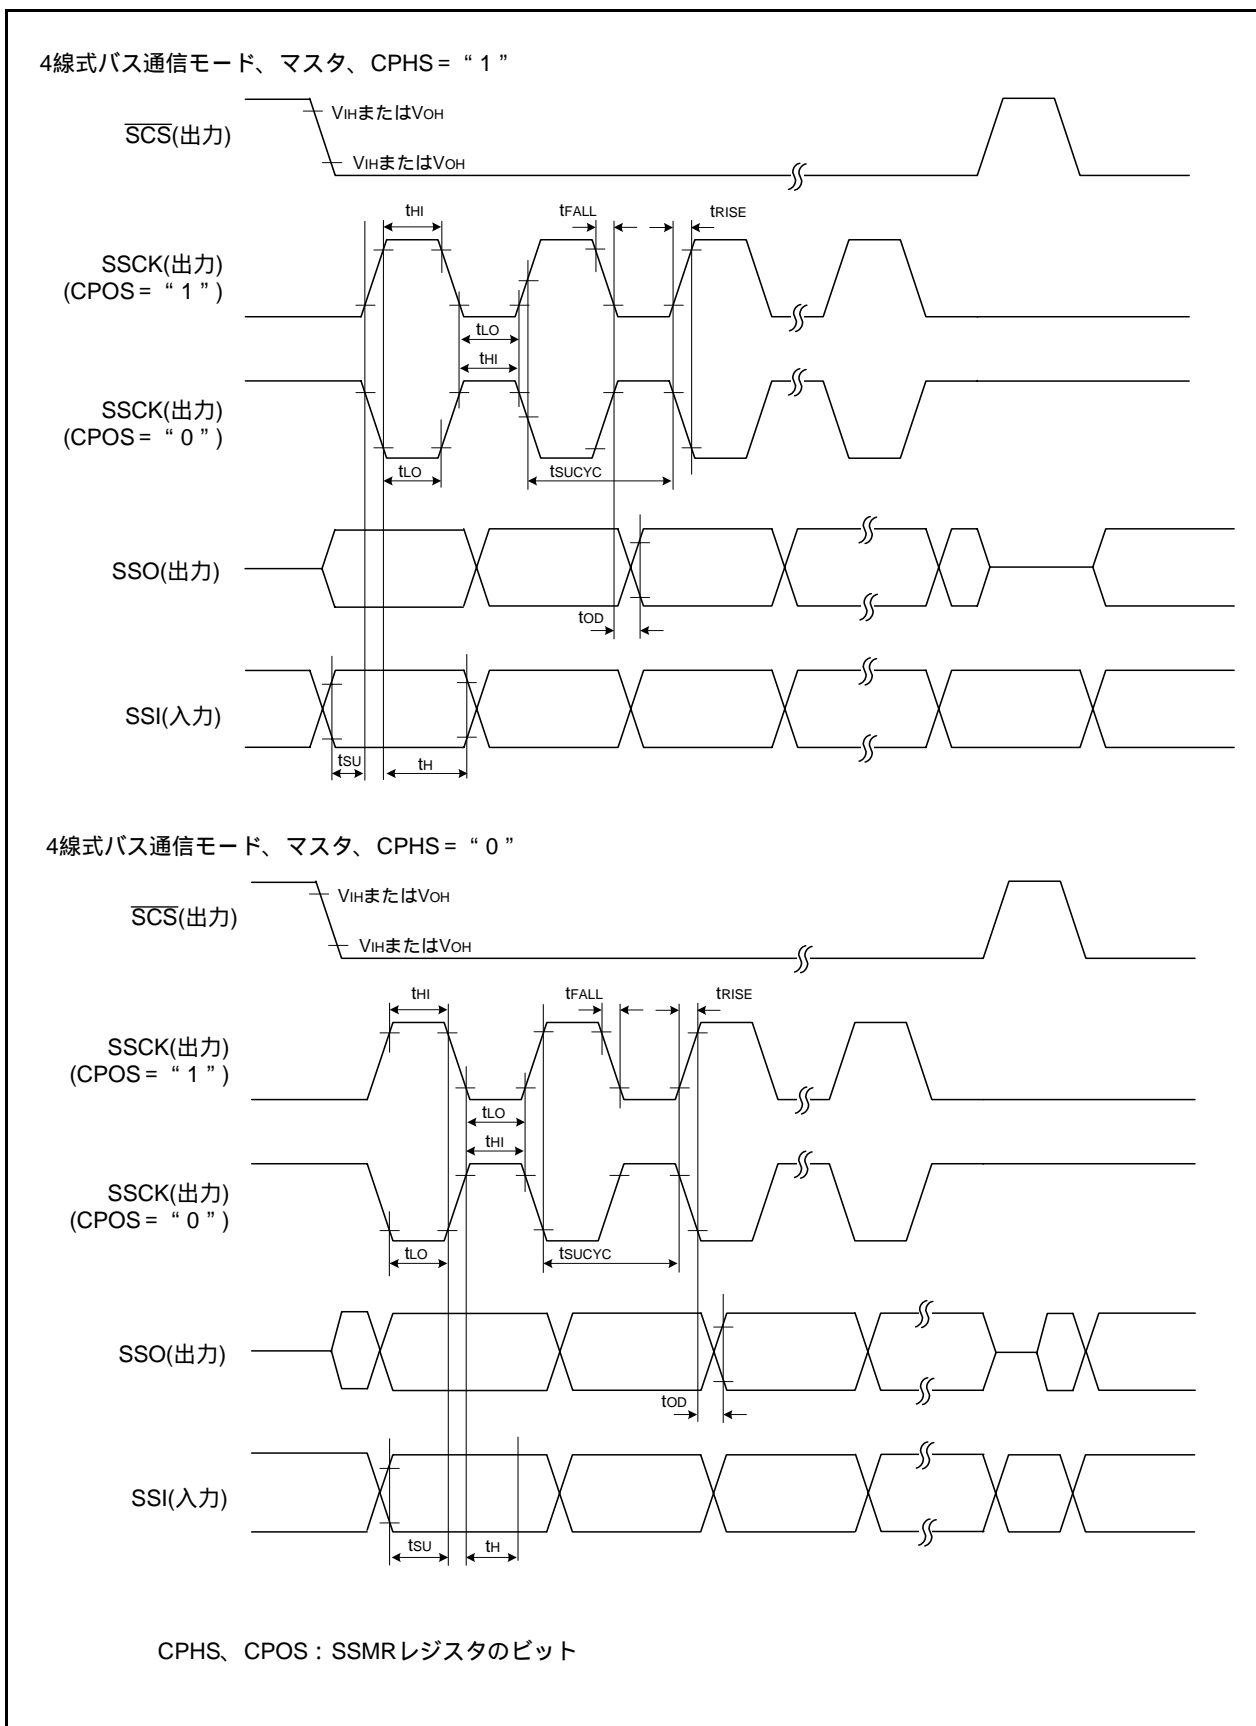 4線式バス通信モード、マスタ、CPHS = “ 1 ”
VIHまたはVOH
SCS(出力)
VIHまたはVOH
tHI
tFALL
tRISE
SSCK(出力)
(CPOS = “ 1 ” )
tLO
tHI
SSCK(出力)
(CPOS = “ 0 ” )
tLO
tSUCYC
SSO(出力)
tOD
SSI(入力)
tSU
tH
4線式バス通信モード、マスタ、CPHS = “ 0 ”
VIHまたはVOH
SCS(出力)
VIHまたはVOH
tHI
tFALL
tRISE
SSCK(出力)
(CPOS = “ 1 ” )
tLO
tHI
SSCK(出力)
(CPOS = “ 0 ” )
tLO
tSUCYC
SSO(出力)
tOD
SSI(入力)
tSU
tH
CPHS、CPOS : SSMRレジスタのビット